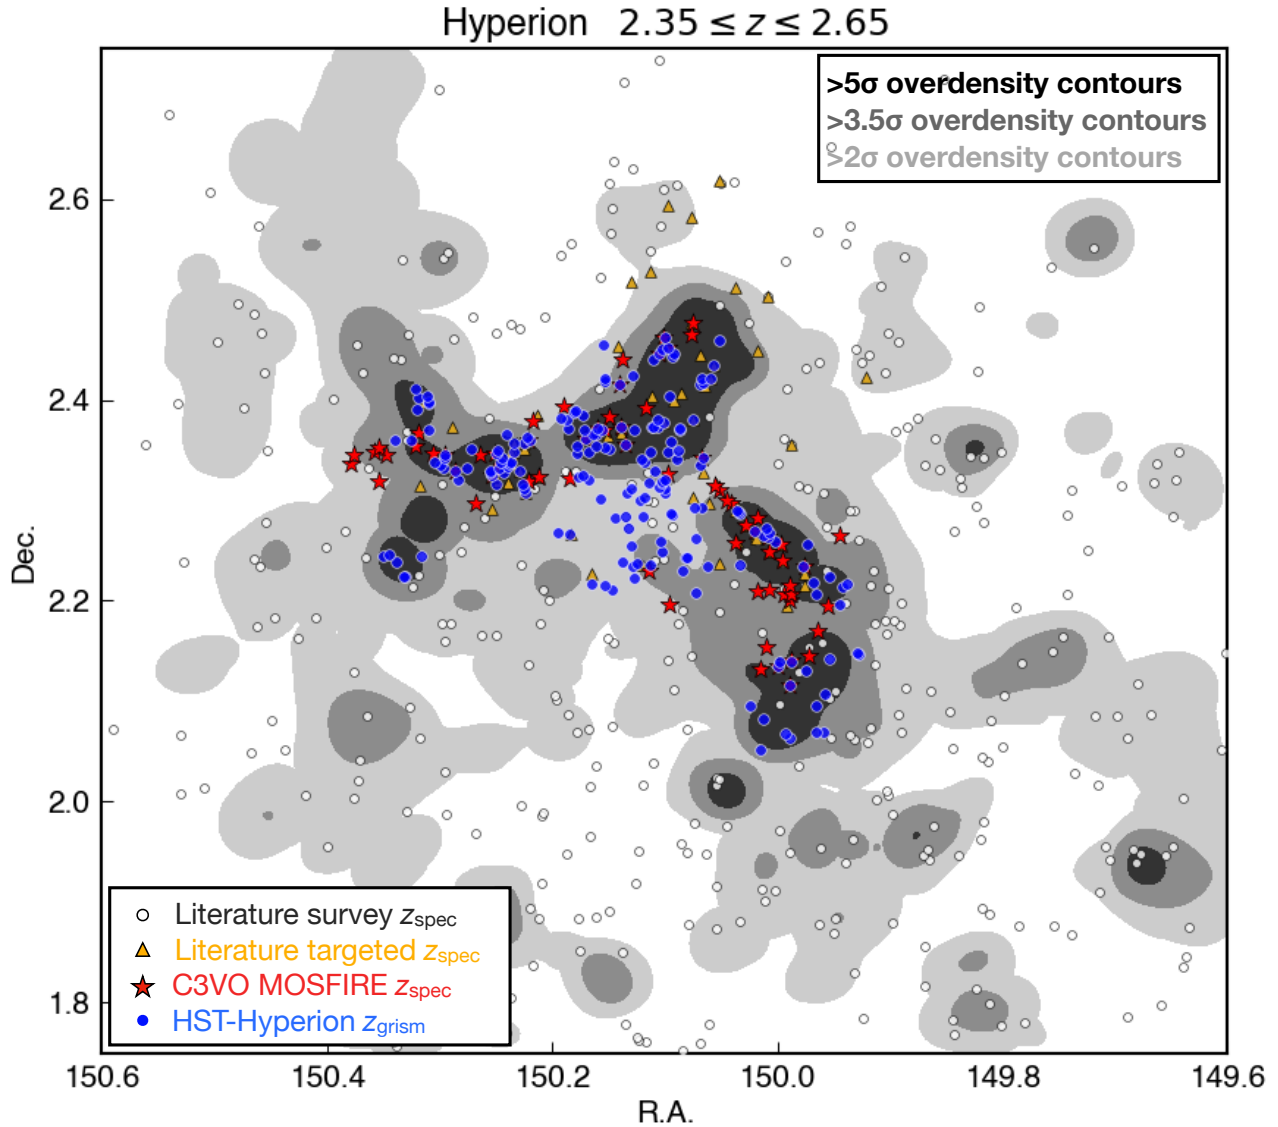 Hyperion 2.35 ≤ z ≤ 2.65
>5σ overdensity contours
>3.5σ overdensity contours
>2σ overdensity contours
2.6
2.4
2.2
2.0
1.8
Dec.
Literature survey zspec
Literature targeted zspec
C3VO MOSFIRE zspec
HST-Hyperion zgrism
150.6 150.4 150.2 150.0 149.8 149.6
R.A.